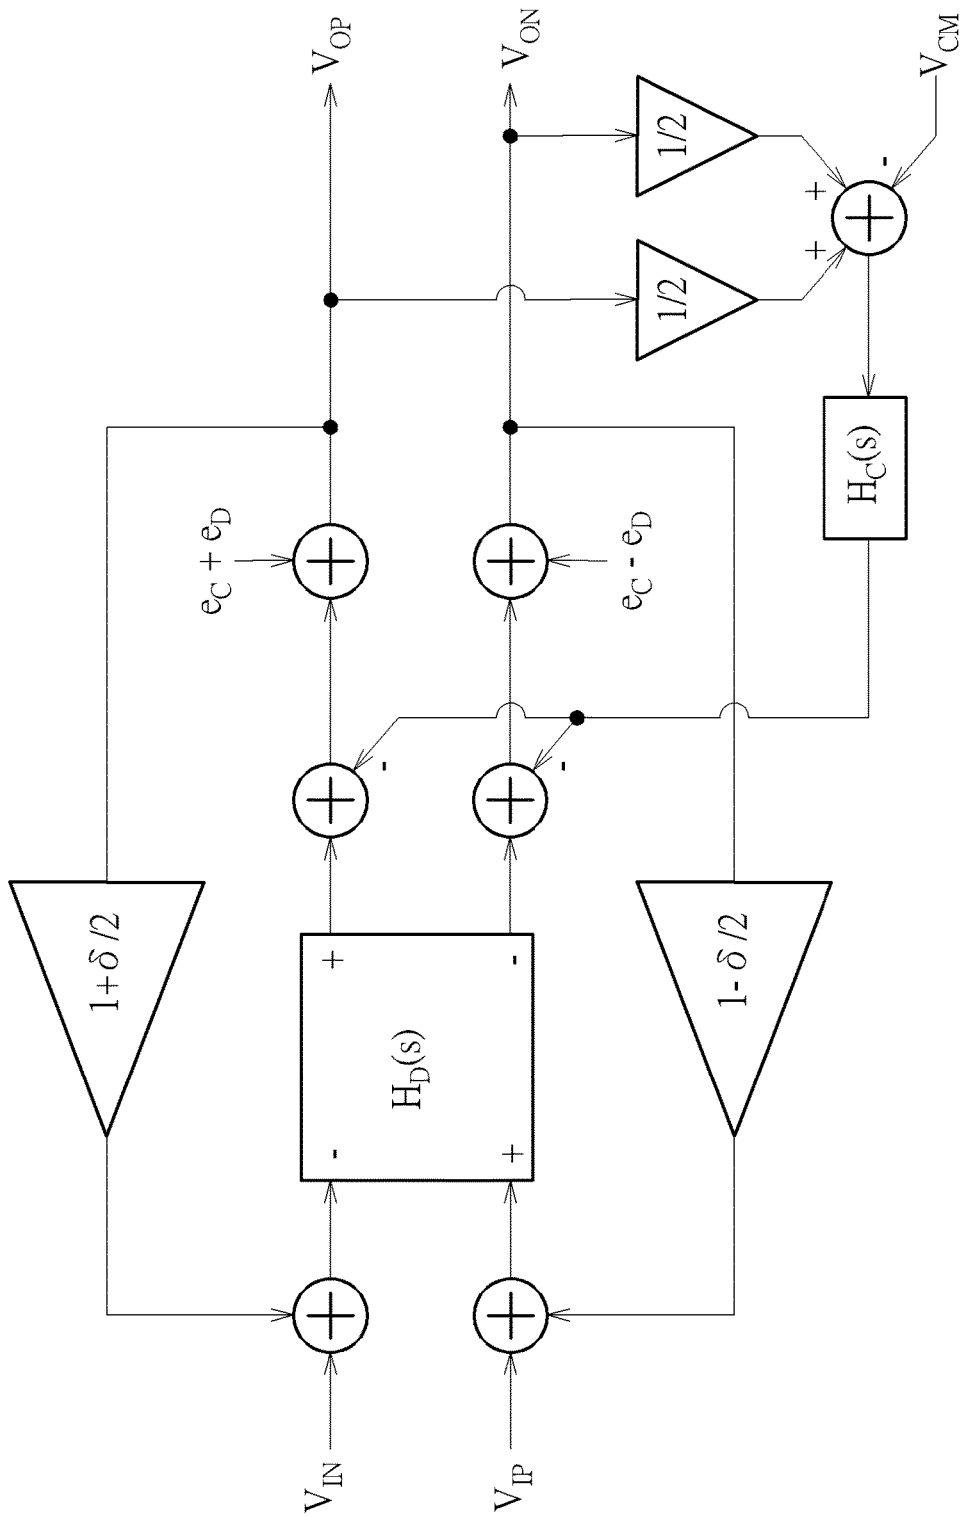 V_OP
V_ON
V_CM
1/2
1/2
+
+
-
H_C(s)
e_C + e_D
e_C - e_D
-
-
1+δ/2
1-δ/2
H_D(s)
+
-
-
+
V_IN
V_IP